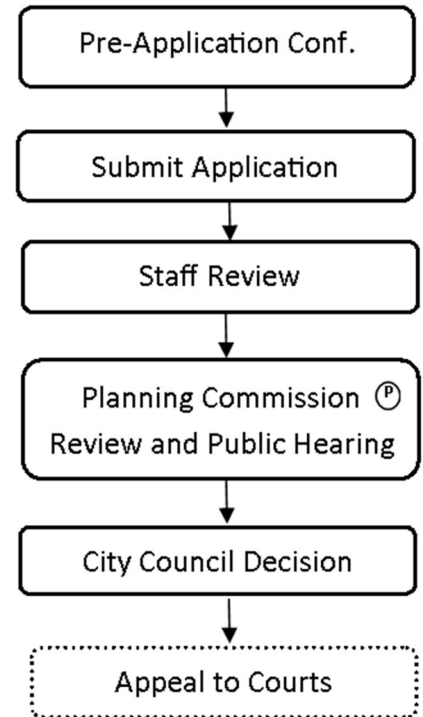 Pre-Application Conf.
Submit Application
Staff Review
Planning Commission Ⓟ
Review and Public Hearing
City Council Decision
Appeal to Courts